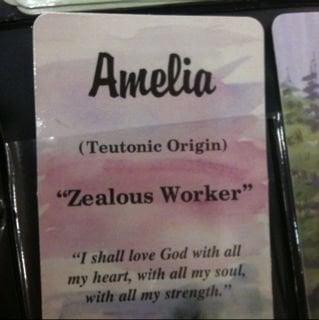 Amelia
(Teutonic Origin)
“Zealous Worker”
“I shall love God with all
my heart, with all my soul,
with all my strength.”